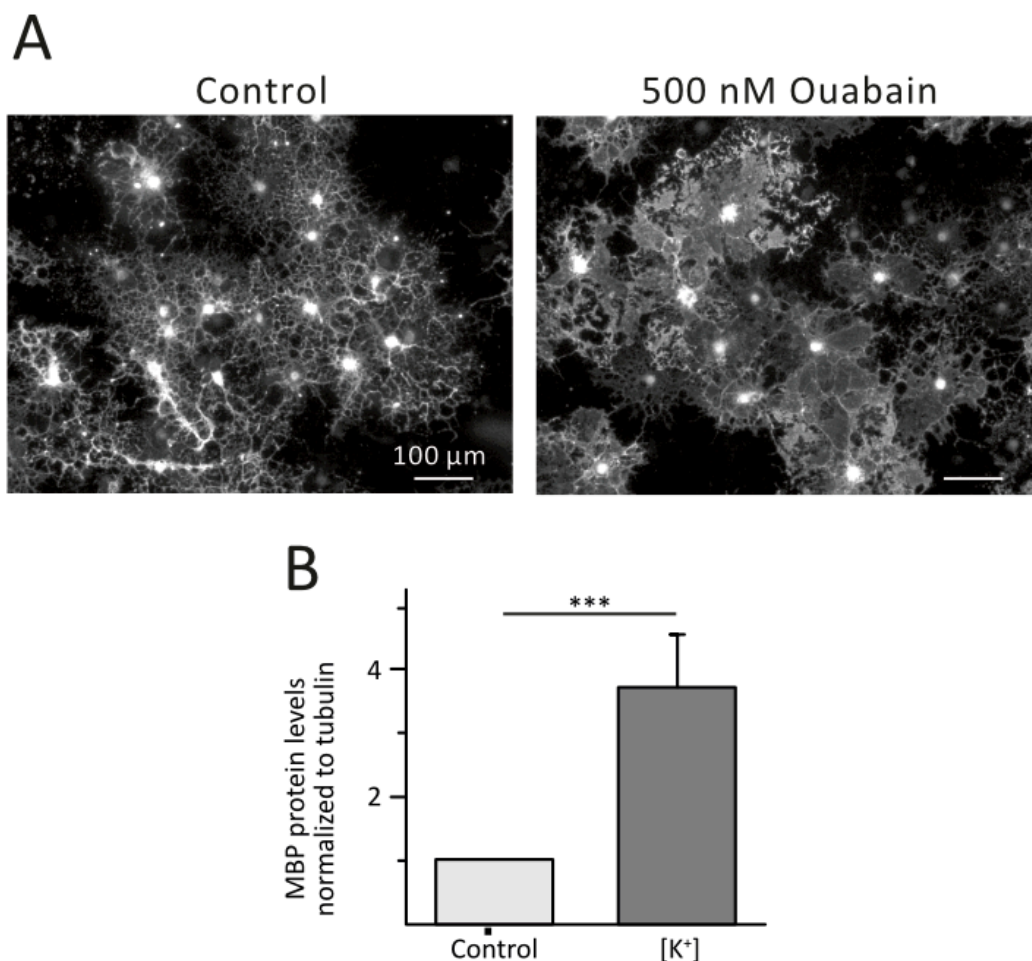 A
Control
500 nM Ouabain
100 μm
B
***
MBP protein levels
normalized to tubulin
4
2
Control
[K⁺]